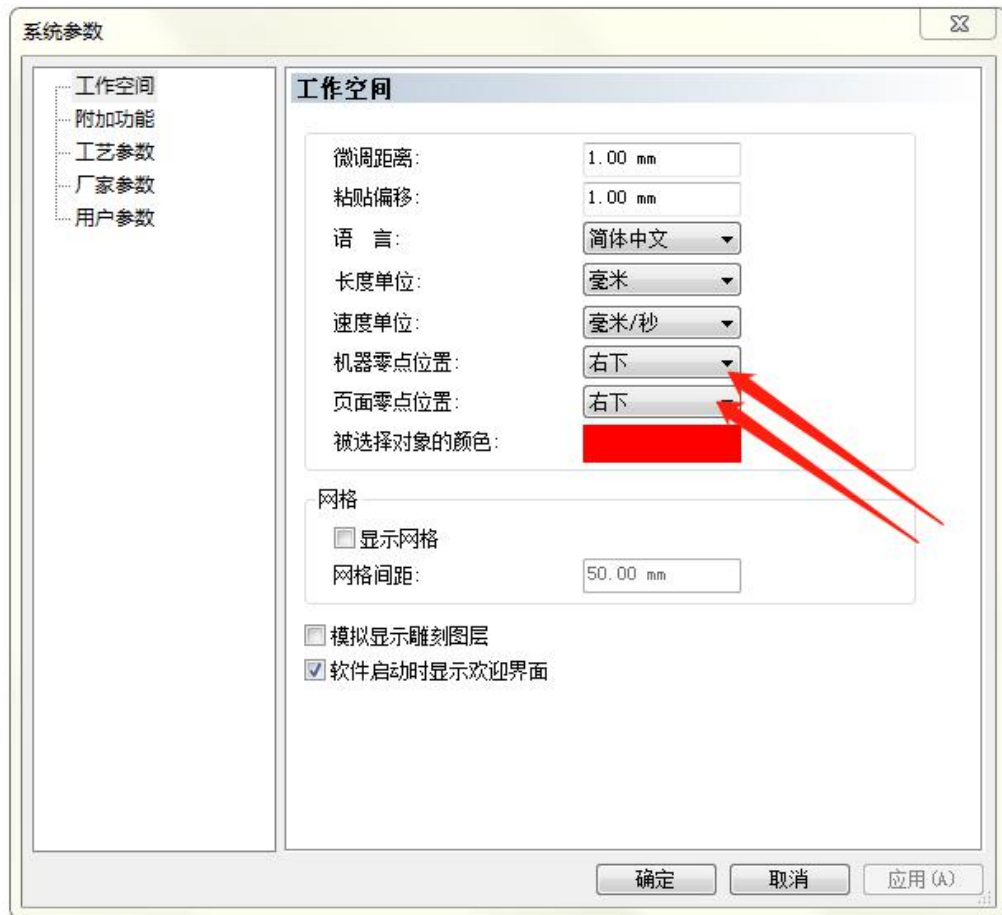 系统参数
工作空间
附加功能
工艺参数
厂家参数
用户参数
工作空间
微调距离: 1.00 mm
粘贴偏移: 1.00 mm
语 言: 简体中文
长度单位: 毫米
速度单位: 毫米/秒
机器零点位置: 右下
页面零点位置: 右下
被选择对象的颜色:
网格
显示网格
网格间距: 50.00 mm
模拟显示雕刻图层
软件启动时显示欢迎界面
确定 取消 应用(A)